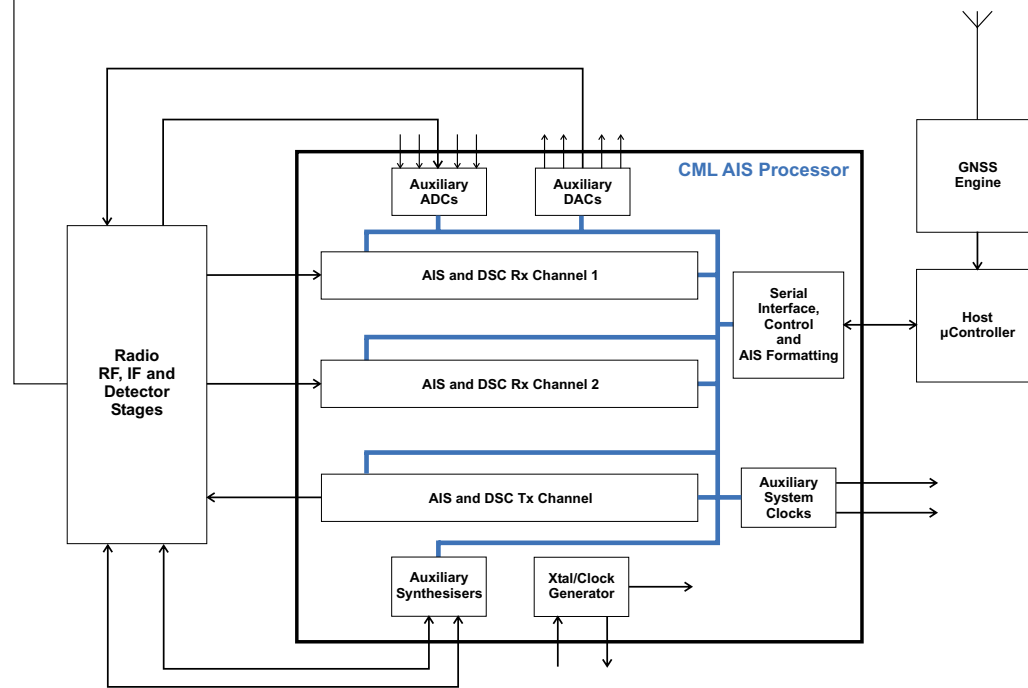 CML AIS Processor
Auxiliary
ADCs
Auxiliary
DACs
GNSS
Engine
AIS and DSC Rx Channel 1
Serial
Interface,
Control
and
AIS Formatting
Host
µController
Radio
RF, IF and
Detector
Stages
AIS and DSC Rx Channel 2
AIS and DSC Tx Channel
Auxiliary
System
Clocks
Auxiliary
Synthesisers
Xtal/Clock
Generator